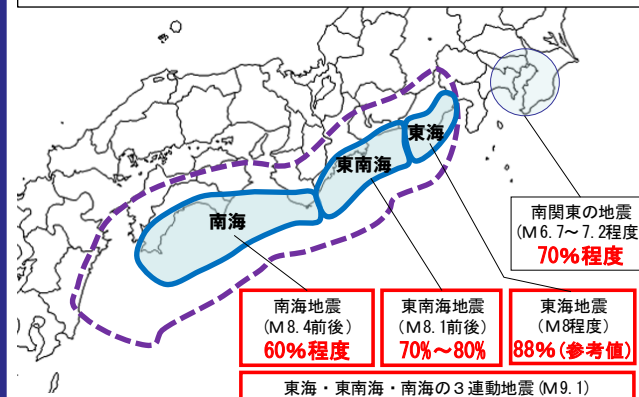 東海
東南海
南海
南関東の地震
(M6.7～7.2程度
70%程度
南海地震
(M8.4前後)
60%程度
東南海地震
(M8.1前後)
70%～80%
東海地震
(M8程度)
88%(参考値)
東海・東南海・南海の3連動地震(M9.1)